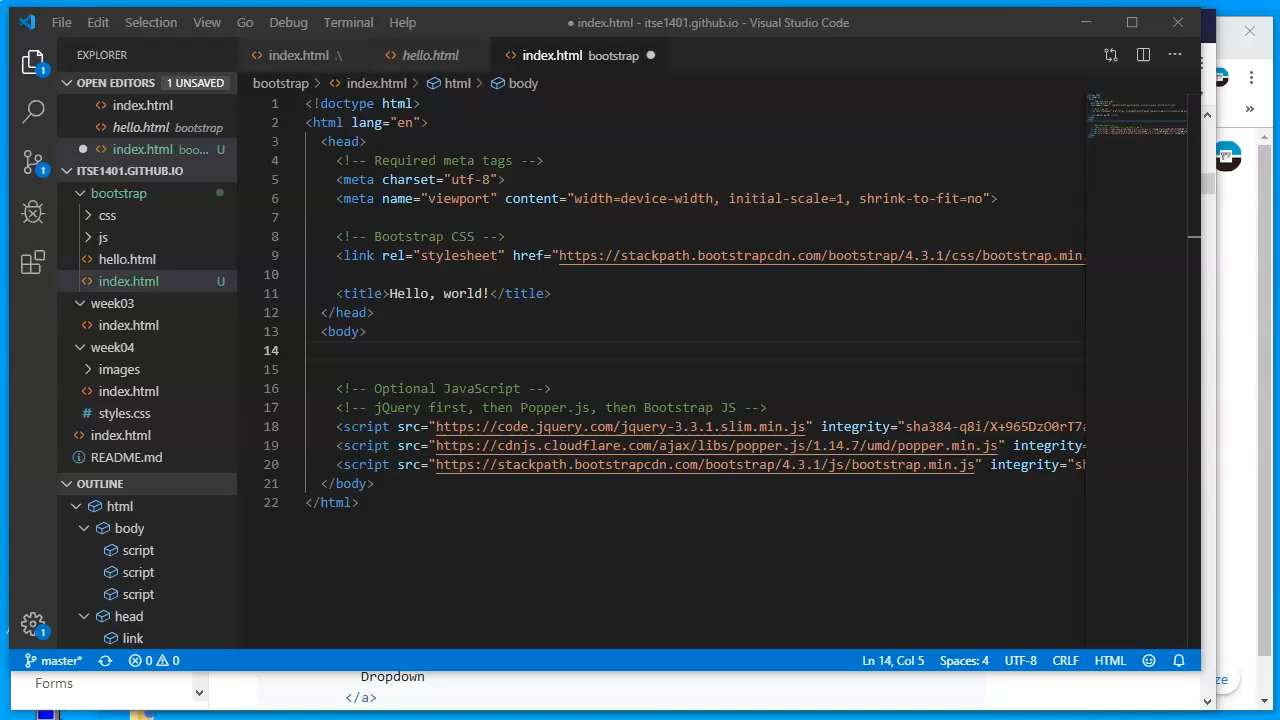 File Edit Selection View Go Debug Terminal Help ● index.html - itse1401.github.io - Visual Studio Code
EXPLORER
index.html .\ hello.html index.html bootstrap
OPEN EDITORS 1 UNSAVED
index.html
hello.html bootstrap
index.html boo... U
ITSE1401.GITHUB.IO
bootstrap
css
js
hello.html
index.html U
week03
index.html
week04
images
index.html
# styles.css
index.html
README.md
OUTLINE
html
body
script
script
script
head
link
bootstrap > index.html > html > body
1 <!doctype html>
2 <html lang="en">
3 <head>
4 <!-- Required meta tags -->
5 <meta charset="utf-8">
6 <meta name="viewport" content="width=device-width, initial-scale=1, shrink-to-fit=no">
7
8 <!-- Bootstrap CSS -->
9 <link rel="stylesheet" href="https://stackpath.bootstrapcdn.com/bootstrap/4.3.1/css/bootstrap.min.
10
11 <title>Hello, world!</title>
12 </head>
13 <body>
14
15
16 <!-- Optional JavaScript -->
17 <!-- jQuery first, then Popper.js, then Bootstrap JS -->
18 <script src="https://code.jquery.com/jquery-3.3.1.slim.min.js" integrity="sha384-q8i/X+965DzO0rT7a
19 <script src="https://cdnjs.cloudflare.com/ajax/libs/popper.js/1.14.7/umd/popper.min.js" integrity=
20 <script src="https://stackpath.bootstrapcdn.com/bootstrap/4.3.1/js/bootstrap.min.js" integrity="sh
21 </body>
22 </html>
1
1
1
master* 0 0 Ln 14, Col 5 Spaces: 4 UTF-8 CRLF HTML
Forms
Dropdown
</a>
ze